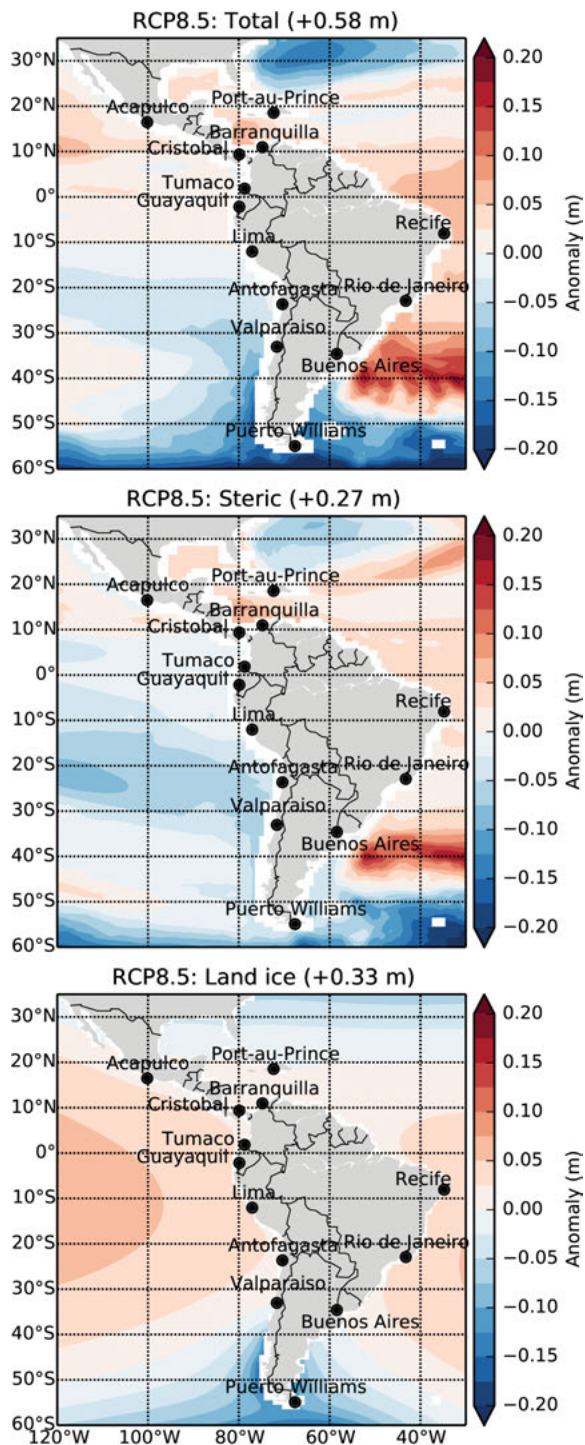 RCP8.5: Total (+0.58 m)
30°N
20°N
10°N
0°
10°S
20°S
30°S
40°S
50°S
60°S
Acapulco
Port-au-Prince
Barranquilla
Cristobal
Tumaco
Guayaquil
Lima
Recife
Antofagasta
Rio de Janeiro
Valparaiso
Buenos Aires
Puerto Williams
0.20
0.15
0.10
0.05
0.00
−0.05
−0.10
−0.15
−0.20
Anomaly (m)
RCP8.5: Steric (+0.27 m)
30°N
20°N
10°N
0°
10°S
20°S
30°S
40°S
50°S
60°S
Acapulco
Port-au-Prince
Barranquilla
Cristobal
Tumaco
Guayaquil
Lima
Recife
Antofagasta
Rio de Janeiro
Valparaiso
Buenos Aires
Puerto Williams
0.20
0.15
0.10
0.05
0.00
−0.05
−0.10
−0.15
−0.20
Anomaly (m)
RCP8.5: Land ice (+0.33 m)
30°N
20°N
10°N
0°
10°S
20°S
30°S
40°S
50°S
60°S
Acapulco
Port-au-Prince
Barranquilla
Cristobal
Tumaco
Guayaquil
Lima
Recife
Antofagasta
Rio de Janeiro
Valparaiso
Buenos Aires
Puerto Williams
0.20
0.15
0.10
0.05
0.00
−0.05
−0.10
−0.15
−0.20
Anomaly (m)
120°W 100°W 80°W 60°W 40°W